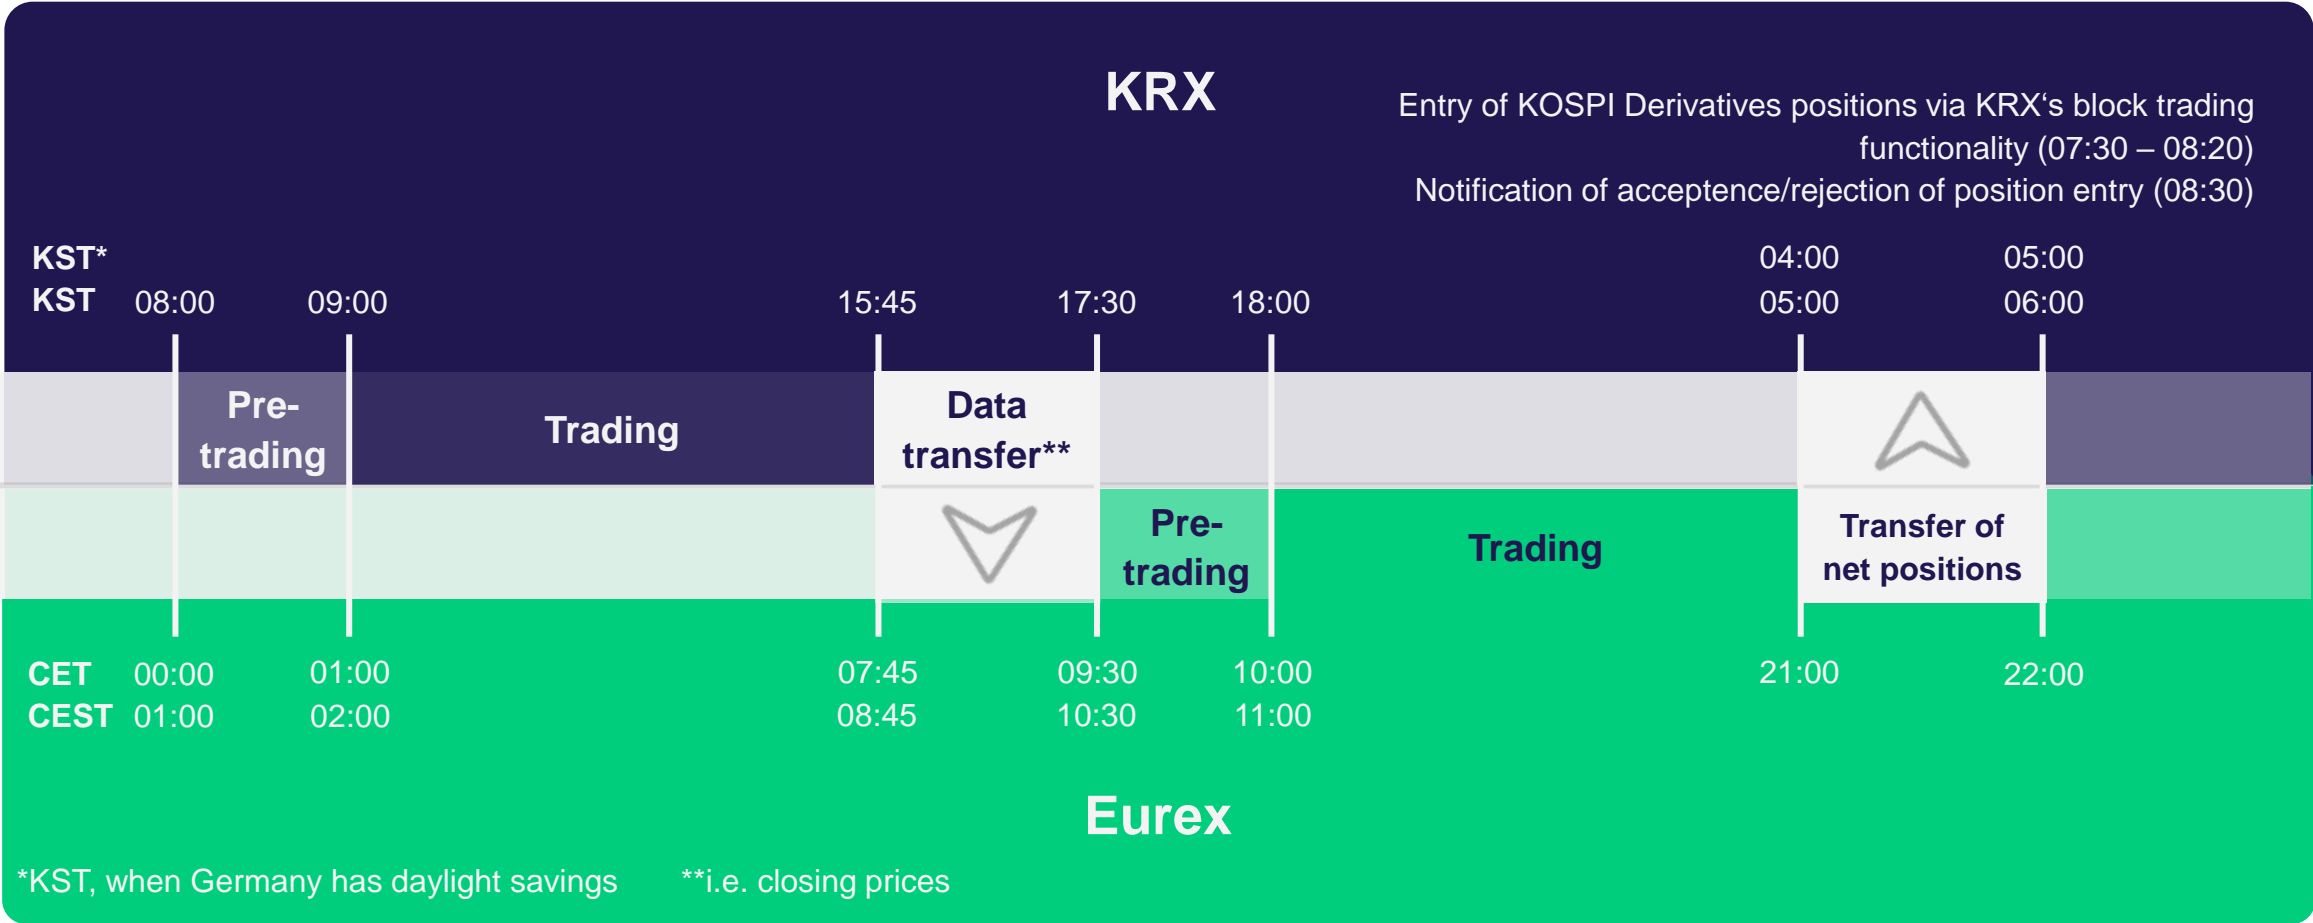 KRX
Entry of KOSPI Derivatives positions via KRX‘s block trading
functionality (07:30 – 08:20)
Notification of acceptence/rejection of position entry (08:30)
KST* 04:00 05:00
KST 08:00 09:00 15:45 17:30 18:00 05:00 06:00
Pre-
trading
Trading
Data
transfer**
Pre-
trading
Trading
Transfer of
net positions
CET 00:00 01:00 07:45 09:30 10:00 21:00 22:00
CEST 01:00 02:00 08:45 10:30 11:00
Eurex
*KST, when Germany has daylight savings **i.e. closing prices